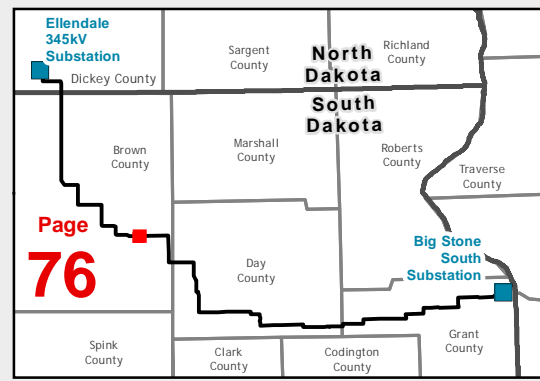 Ellendale
345kV
Substation
Dickey County
Sargent
County
North
Dakota
Richland
County
South
Dakota
Brown
County
Marshall
County
Roberts
County
Traverse
County
Page
76
Big Stone
South
Substation
Day
County
Grant
County
Spink
County
Clark
County
Codington
County